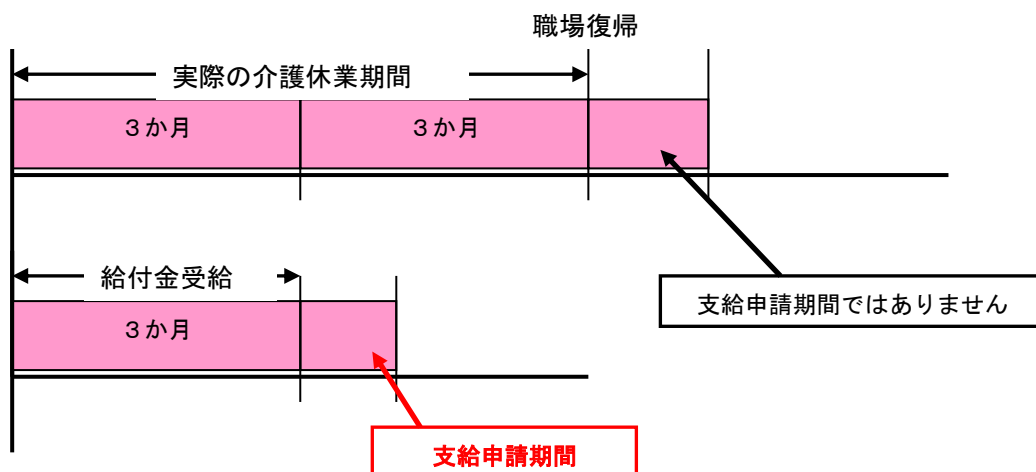 職場復帰
実際の介護休業期間
３か月
３か月
給付金受給
支給申請期間ではありません
３か月
支給申請期間